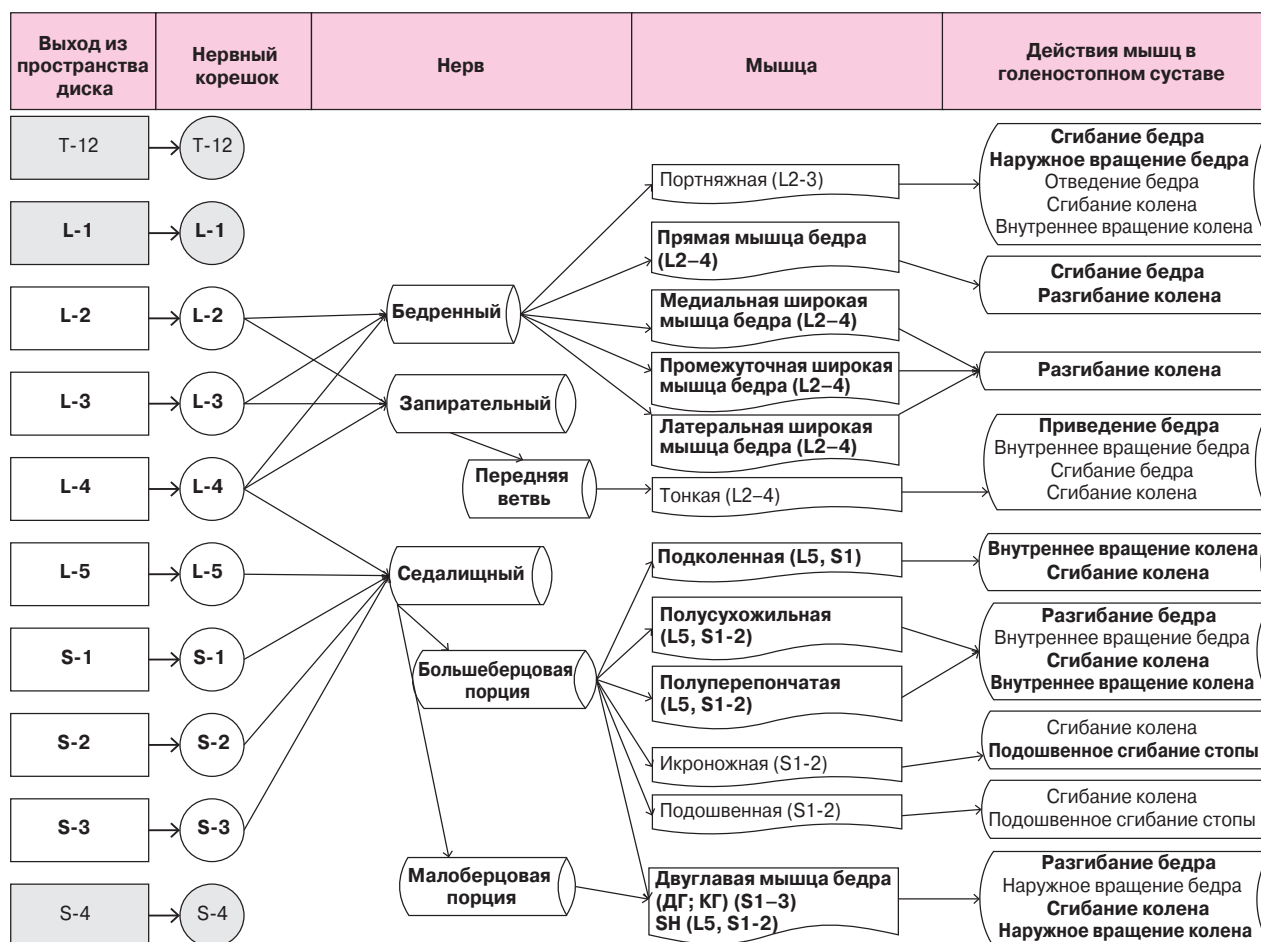 Выход из
пространства
диска
Нервный
корешок
Нерв
Мышца
Действия мышц в
голеностопном суставе
T-12
T-12
L-1
L-1
L-2
L-2
L-3
L-3
L-4
L-4
L-5
L-5
S-1
S-1
S-2
S-2
S-3
S-3
S-4
S-4
Бедренный
Запирательный
Передняя
ветвь
Седалищный
Большеберцовая
порция
Малоберцовая
порция
Портняжная (L2-3)
Прямая мышца бедра
(L2–4)
Медиальная широкая
мышца бедра (L2–4)
Промежуточная широкая
мышца бедра (L2–4)
Латеральная широкая
мышца бедра (L2–4)
Тонкая (L2–4)
Подколенная (L5, S1)
Полусухожильная
(L5, S1-2)
Полуперепончатая
(L5, S1-2)
Икроножная (S1-2)
Подошвенная (S1-2)
Двуглавая мышца бедра
(ДГ; КГ) (S1–3)
SH (L5, S1-2)
Сгибание бедра
Наружное вращение бедра
Отведение бедра
Сгибание колена
Внутреннее вращение колена
Сгибание бедра
Разгибание колена
Разгибание колена
Приведение бедра
Внутреннее вращение бедра
Сгибание бедра
Сгибание колена
Внутреннее вращение колена
Сгибание колена
Разгибание бедра
Внутреннее вращение бедра
Сгибание колена
Внутреннее вращение колена
Сгибание колена
Подошвенное сгибание стопы
Сгибание колена
Подошвенное сгибание стопы
Разгибание бедра
Наружное вращение бедра
Сгибание колена
Наружное вращение колена